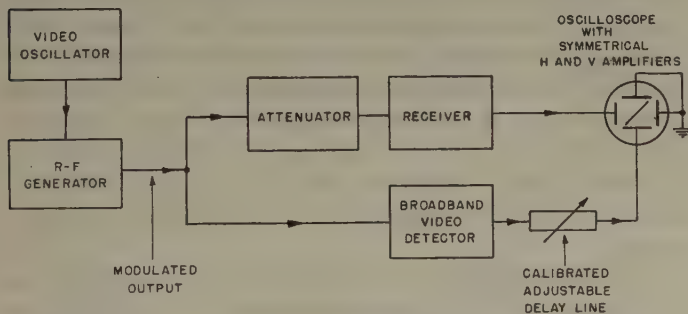 VIDEO
OSCILLATOR
OSCILLOSCOPE
WITH
SYMMETRICAL
H AND V AMPLIFIERS
ATTENUATOR
RECEIVER
R-F
GENERATOR
BROADBAND
VIDEO
DETECTOR
MODULATED
OUTPUT
CALIBRATED
ADJUSTABLE
DELAY LINE